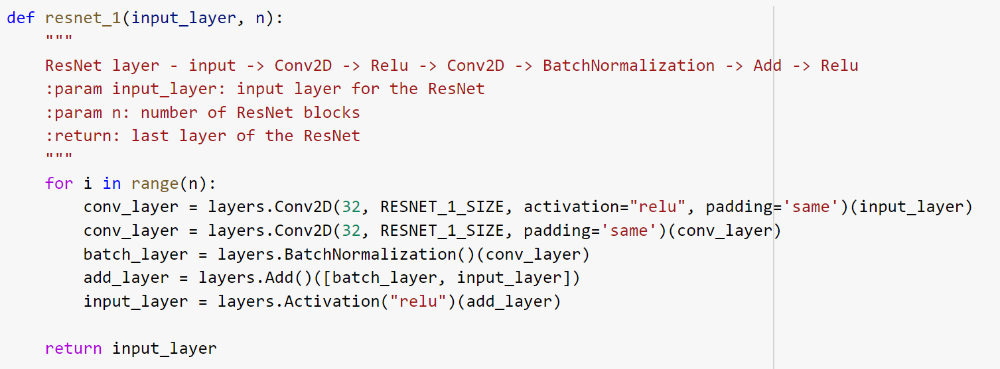 def resnet_1(input_layer, n):
    """
    ResNet layer - input -> Conv2D -> Relu -> Conv2D -> BatchNormalization -> Add -> Relu
    :param input_layer: input layer for the ResNet
    :param n: number of ResNet blocks
    :return: last layer of the ResNet
    """
    for i in range(n):
        conv_layer = layers.Conv2D(32, RESNET_1_SIZE, activation="relu", padding='same')(input_layer)
        conv_layer = layers.Conv2D(32, RESNET_1_SIZE, padding='same')(conv_layer)
        batch_layer = layers.BatchNormalization()(conv_layer)
        add_layer = layers.Add()([batch_layer, input_layer])
        input_layer = layers.Activation("relu")(add_layer)

    return input_layer